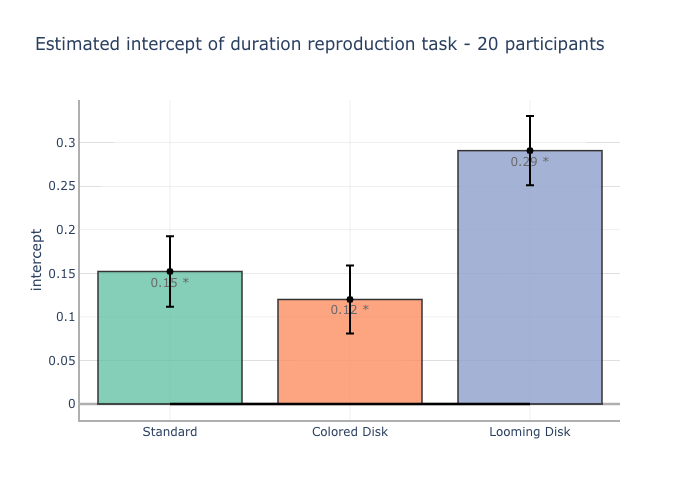 Estimated intercept of duration reproduction task - 20 participants
intercept
0.3
0.25
0.2
0.15
0.1
0.05
0
0.15 *
0.12 *
0.29 *
Standard
Colored Disk
Looming Disk